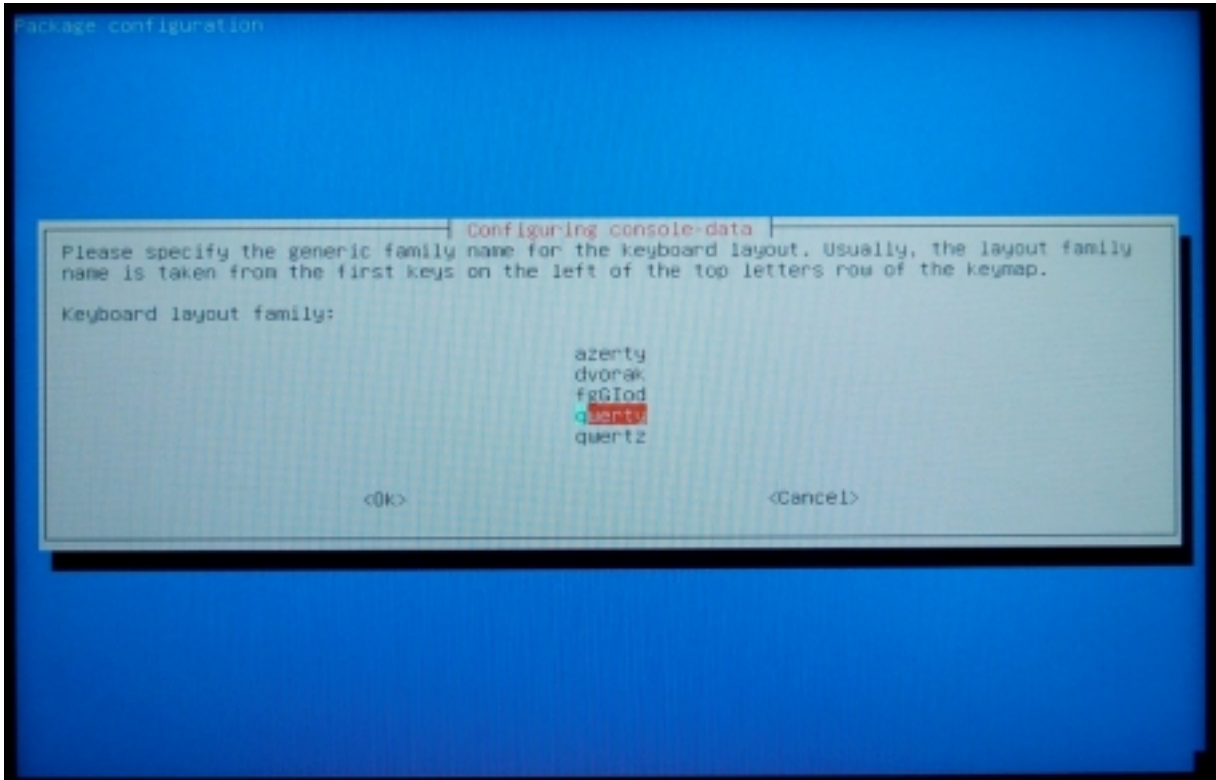 Package configuration
Configuring console-data
Please specify the generic family name for the keyboard layout. Usually, the layout family
name is taken from the first keys on the left of the top letters row of the keymap.
Keyboard layout family:
azerty
dvorak
fgGIod
qwerty
qwertz
<Ok> <Cancel>